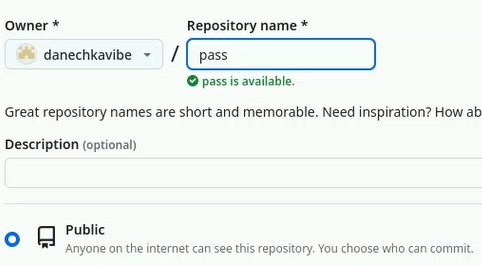 Owner * Repository name *
danechkavibe / pass
pass is available.
Great repository names are short and memorable. Need inspiration? How ab
Description (optional)
Public
Anyone on the internet can see this repository. You choose who can commit.